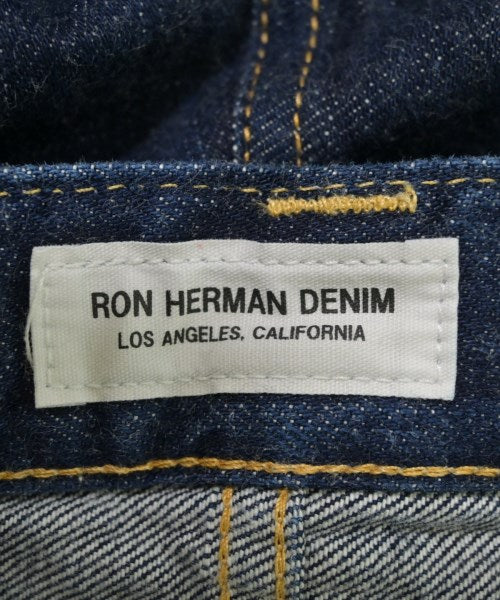 RON HERMAN DENIM
LOS ANGELES, CALIFORNIA